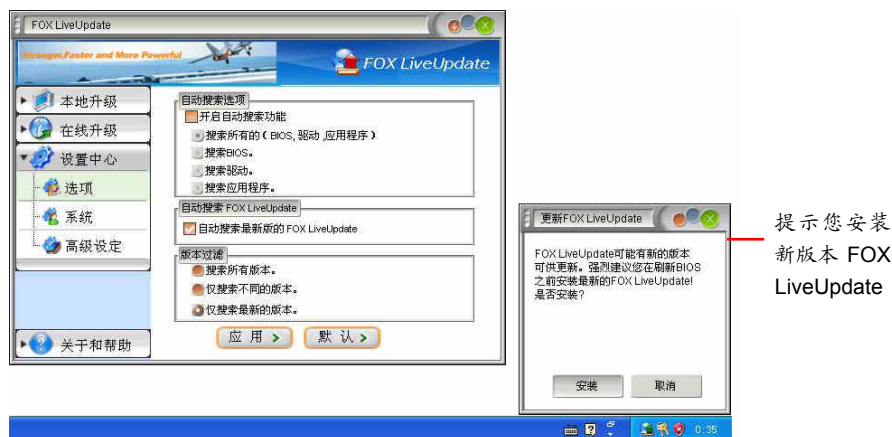 FOX LiveUpdate
Stronger,Faster and More Powerful
FOX LiveUpdate
本地升级
在线升级
设置中心
选项
系统
高级设定
关于和帮助
自动搜索选项
开启自动搜索功能
搜索所有的 ( BIOS, 驱动 ,应用程序 )
搜索BIOS。
搜索驱动。
搜索应用程序。
自动搜索 FOX LiveUpdate
自动搜索最新版的 FOX LiveUpdate
版本过滤
搜索所有版本。
仅搜索不同的版本。
仅搜索最新的版本。
应 用
默 认
更新FOX LiveUpdate
FOX LiveUpdate可能有新的版本
可供更新。强烈建议您在刷新BIOS
之前安装最新的FOX LiveUpdate!
是否安装?
安装
取消
提示您安装
新版本 FOX
LiveUpdate
0:35